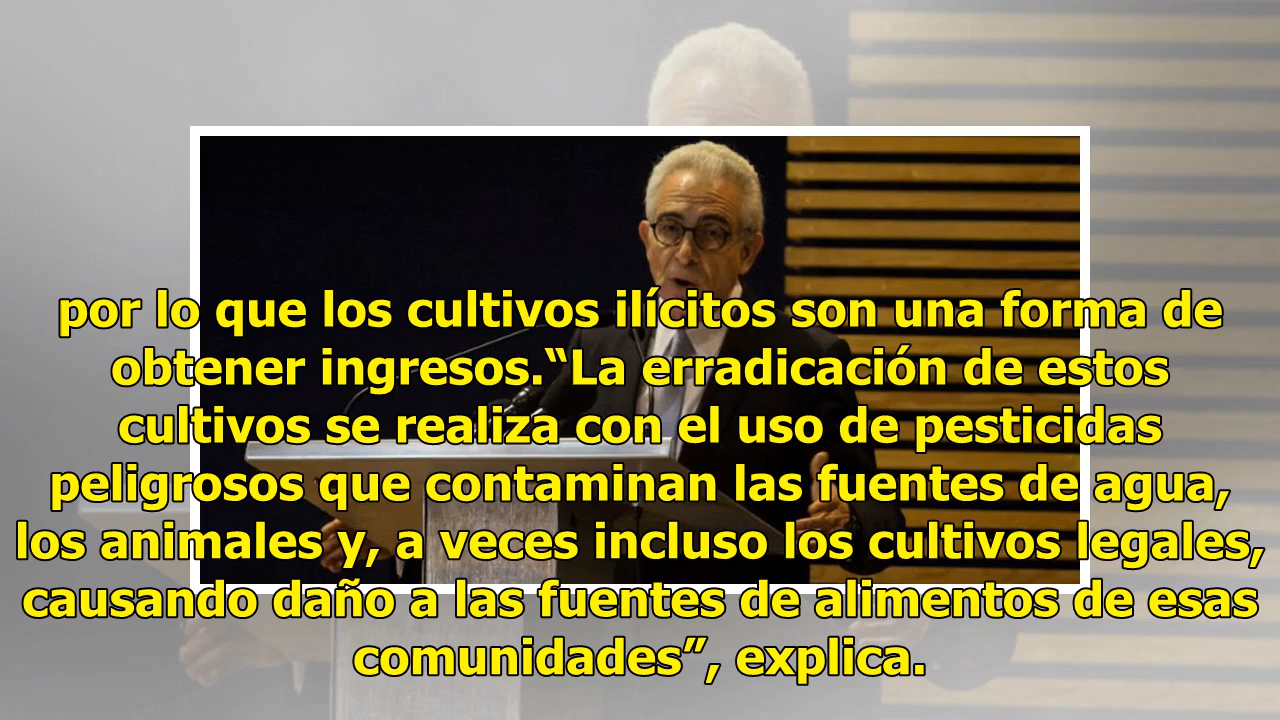 por lo que los cultivos ilícitos son una forma de
obtener ingresos.“La erradicación de estos
cultivos se realiza con el uso de pesticidas
peligrosos que contaminan las fuentes de agua,
los animales y, a veces incluso los cultivos legales,
causando daño a las fuentes de alimentos de esas
comunidades”, explica.